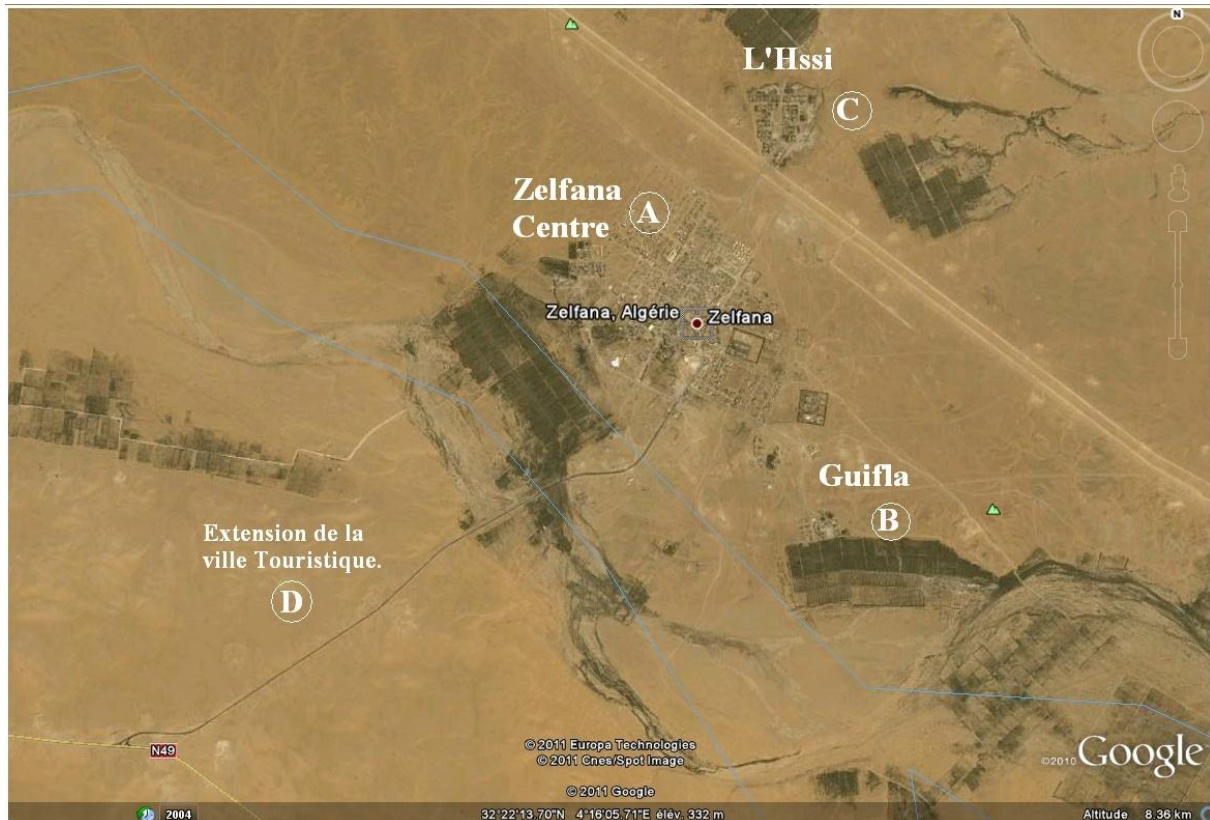 N
L'Hssi
C
Zelfana
Centre
A
Zelfana, Algérie
Zelfana
Guifla
B
Extension de la
ville Touristique.
D
N49
© 2011 Europa Technologies
© 2011 Cnes/Spot Image
© 2011 Google
©2010 Google
2004
32°22'13.70"N 4°16'05.71"E élév. 332 m
Altitude 8.36 km